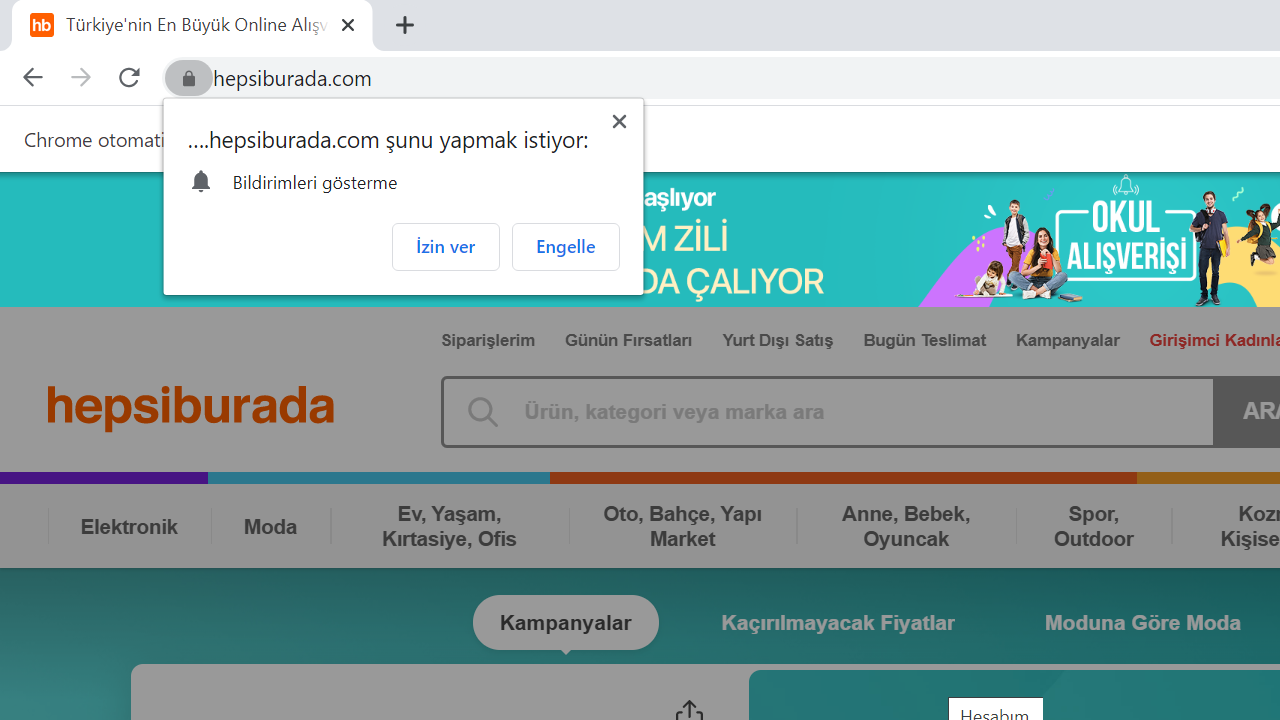 hb Türkiye'nin En Büyük Online Alışv
hepsiburada.com
Chrome otomati
....hepsiburada.com şunu yapmak istiyor:
Bildirimleri gösterme
İzin ver Engelle
aşlıyor
M ZİLİ
DA ÇALIYOR
OKUL
ALIŞVERİŞİ
Siparişlerim Günün Fırsatları Yurt Dışı Satış Bugün Teslimat Kampanyalar Girişimci Kadınla
hepsiburada
Ürün, kategori veya marka ara
ARA
Elektronik
Moda
Ev, Yaşam,
Kırtasiye, Ofis
Oto, Bahçe, Yapı
Market
Anne, Bebek,
Oyuncak
Spor,
Outdoor
Kozm
Kişise
Kampanyalar Kaçırılmayacak Fiyatlar Moduna Göre Moda
Hesabım